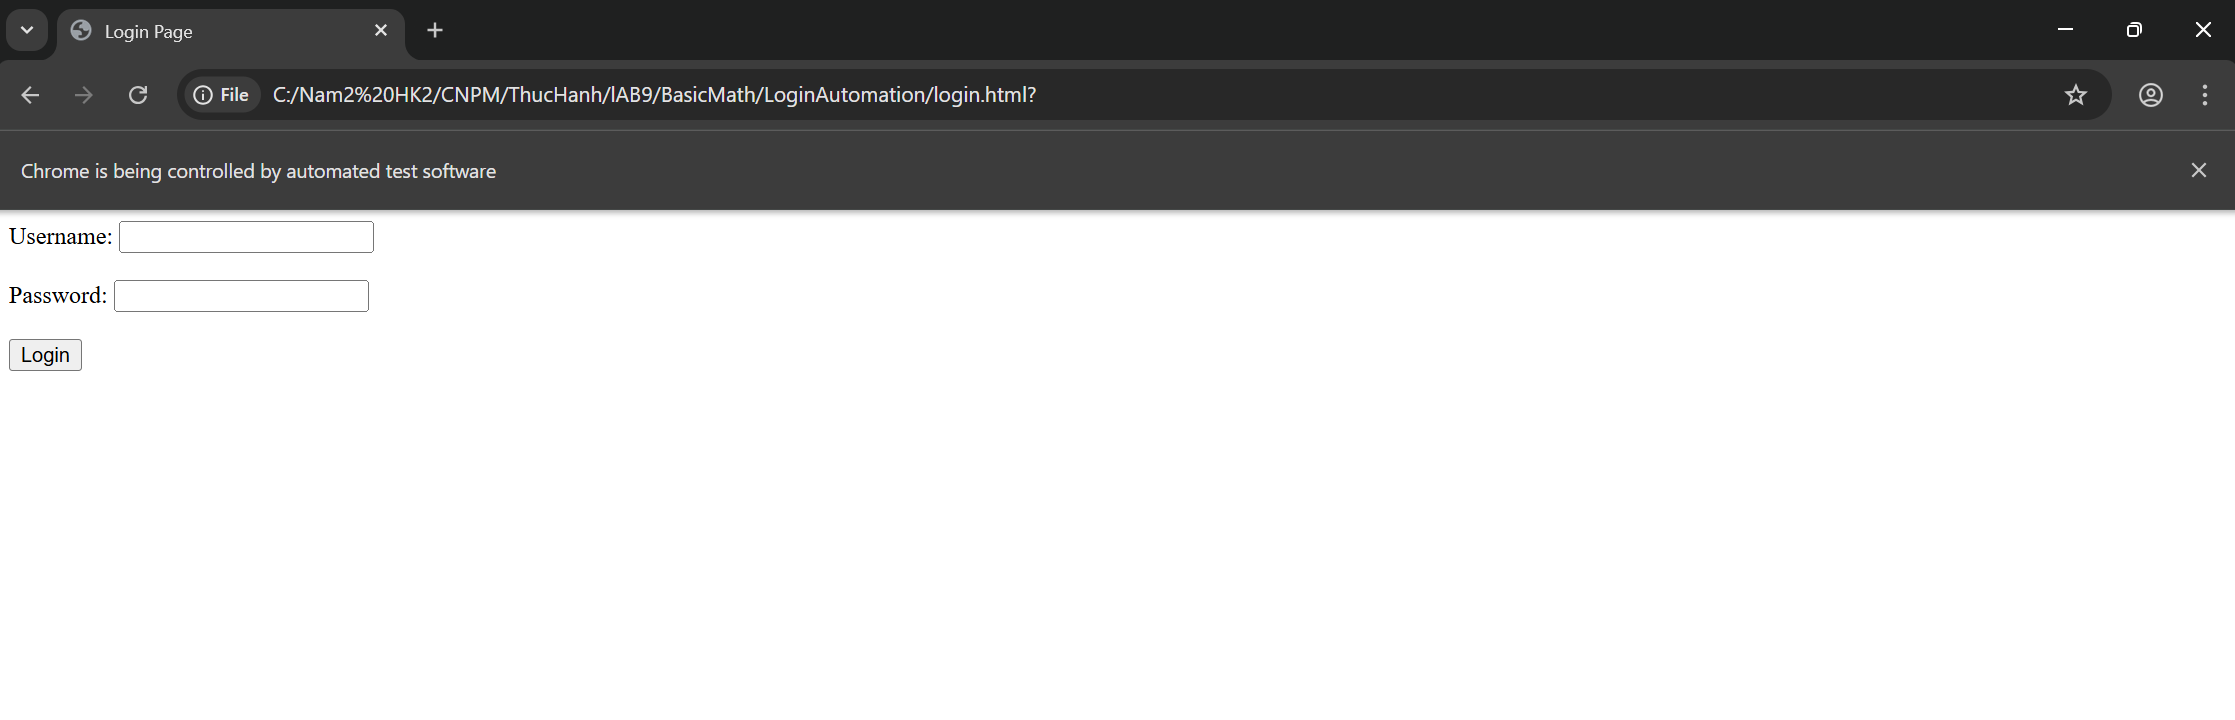 Login Page
File
C:/Nam2%20HK2/CNPM/ThucHanh/lAB9/BasicMath/LoginAutomation/login.html?
Chrome is being controlled by automated test software
Username:
Password:
Login